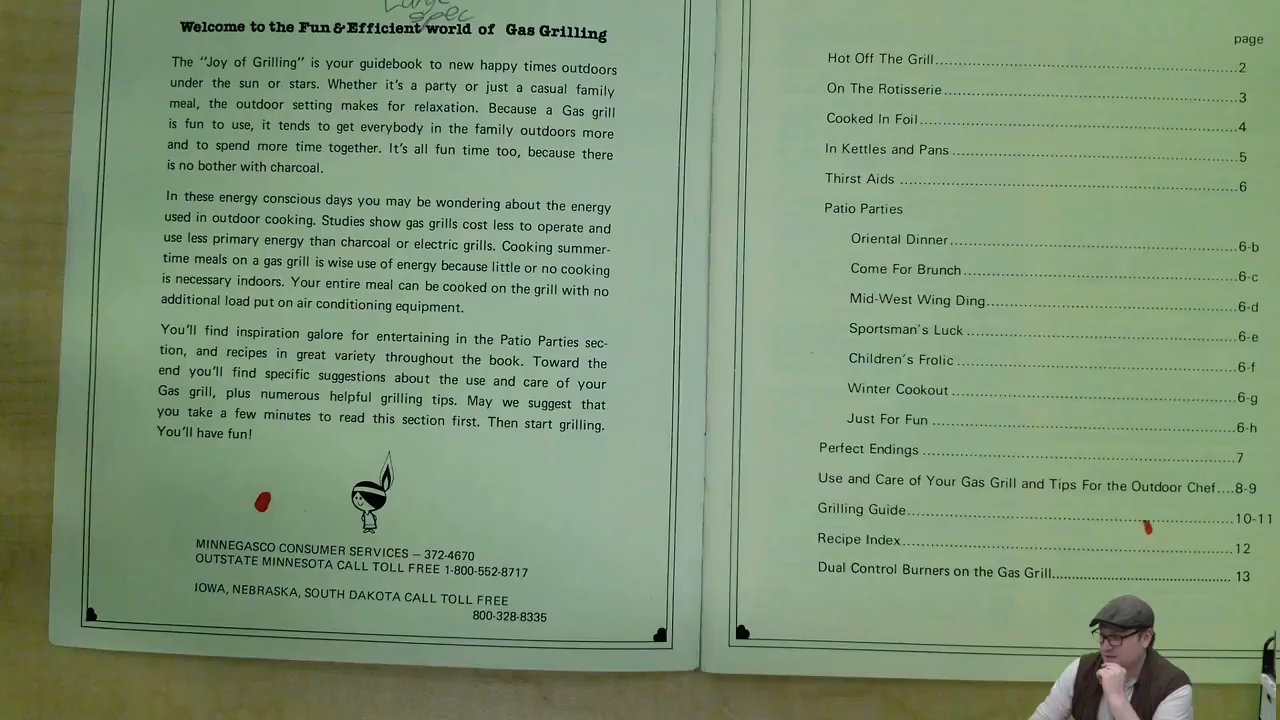 Large
Spec
Welcome to the Fun & Efficient world of Gas Grilling
The "Joy of Grilling" is your guidebook to new happy times outdoors
under the sun or stars. Whether it's a party or just a casual family
meal, the outdoor setting makes for relaxation. Because a Gas grill
is fun to use, it tends to get everybody in the family outdoors more
and to spend more time together. It's all fun time too, because there
is no bother with charcoal.
In these energy conscious days you may be wondering about the energy
used in outdoor cooking. Studies show gas grills cost less to operate and
use less primary energy than charcoal or electric grills. Cooking summer-
time meals on a gas grill is wise use of energy because little or no cooking
is necessary indoors. Your entire meal can be cooked on the grill with no
additional load put on air conditioning equipment.
You'll find inspiration galore for entertaining in the Patio Parties sec-
tion, and recipes in great variety throughout the book. Toward the
end you'll find specific suggestions about the use and care of your
Gas grill, plus numerous helpful grilling tips. May we suggest that
you take a few minutes to read this section first. Then start grilling.
You'll have fun!
MINNEGASCO CONSUMER SERVICES – 372-4670
OUTSTATE MINNESOTA CALL TOLL FREE 1-800-552-8717
IOWA, NEBRASKA, SOUTH DAKOTA CALL TOLL FREE
800-328-8335
page
Hot Off The Grill.....2
On The Rotisserie.....3
Cooked In Foil.....4
In Kettles and Pans.....5
Thirst Aids.....6
Patio Parties
Oriental Dinner.....6-b
Come For Brunch.....6-c
Mid-West Wing Ding.....6-d
Sportsman's Luck.....6-e
Children's Frolic.....6-f
Winter Cookout.....6-g
Just For Fun.....6-h
Perfect Endings.....7
Use and Care of Your Gas Grill and Tips For the Outdoor Chef....8-9
Grilling Guide.....10-11
Recipe Index.....12
Dual Control Burners on the Gas Grill.....13